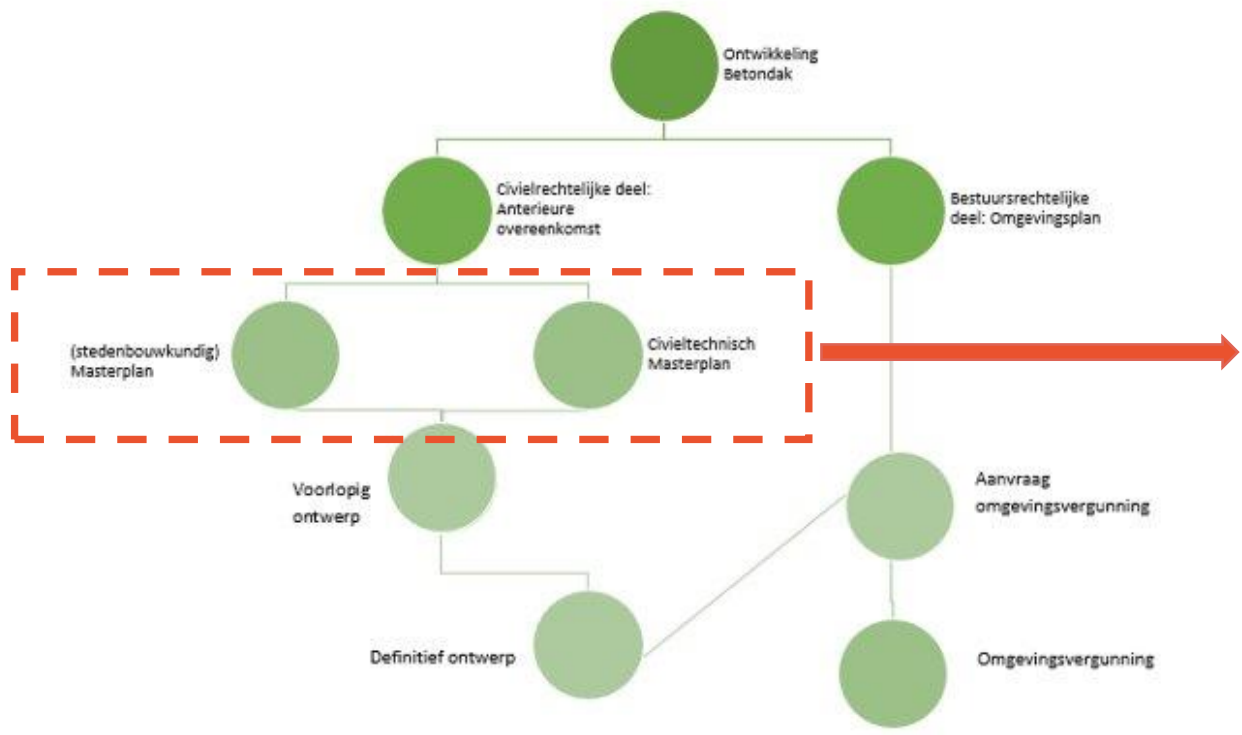 Ontwikkeling
Betondak
Civielrechtelijke deel:
Anterieure
overeenkomst
Bestuursrechtelijke
deel: Omgevingsplan
(stedenbouwkundig)
Masterplan
Civieltechnisch
Masterplan
Voorlopig
ontwerp
Aanvraag
omgevingsvergunning
Definitief ontwerp
Omgevingsvergunning